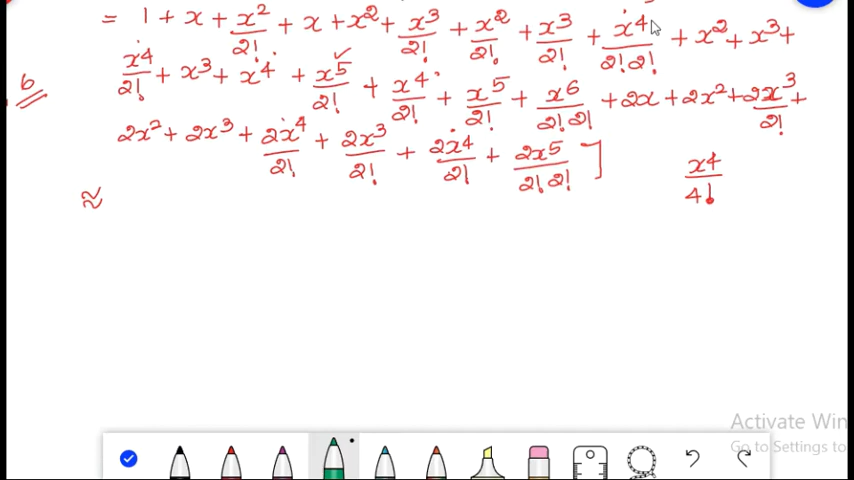 = 1 + x + x²/2! + x + x² + x³/2! + x²/2! + x³/2! + x⁴/2!2! + x² + x³ +
x⁴/2! + x³ + x⁴ + x⁵/2! + x⁴/2! + x⁵/2! + x⁶/2!2! + 2x + 2x² + 2x³/2! +
6
2x² + 2x³ + 2x⁴/2! + 2x³/2! + 2x⁴/2! + 2x⁵/2!2! ]
x⁴/4!
≈
Activate Win
Go to Settings to